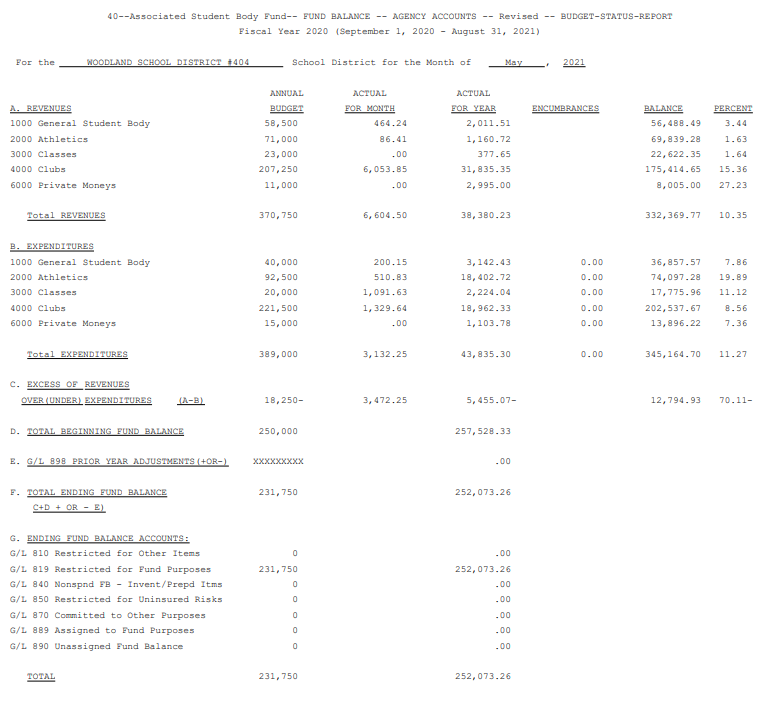 40--Associated Student Body Fund-- FUND BALANCE -- AGENCY ACCOUNTS -- Revised -- BUDGET-STATUS-REPORT
Fiscal Year 2020 (September 1, 2020 - August 31, 2021)
For the WOODLAND SCHOOL DISTRICT #404 School District for the Month of May , 2021
ANNUAL ACTUAL ACTUAL
A. REVENUES BUDGET FOR MONTH FOR YEAR ENCUMBRANCES BALANCE PERCENT
1000 General Student Body 58,500 464.24 2,011.51 56,488.49 3.44
2000 Athletics 71,000 86.41 1,160.72 69,839.28 1.63
3000 Classes 23,000 .00 377.65 22,622.35 1.64
4000 Clubs 207,250 6,053.85 31,835.35 175,414.65 15.36
6000 Private Moneys 11,000 .00 2,995.00 8,005.00 27.23
Total REVENUES 370,750 6,604.50 38,380.23 332,369.77 10.35
B. EXPENDITURES
1000 General Student Body 40,000 200.15 3,142.43 0.00 36,857.57 7.86
2000 Athletics 92,500 510.83 18,402.72 0.00 74,097.28 19.89
3000 Classes 20,000 1,091.63 2,224.04 0.00 17,775.96 11.12
4000 Clubs 221,500 1,329.64 18,962.33 0.00 202,537.67 8.56
6000 Private Moneys 15,000 .00 1,103.78 0.00 13,896.22 7.36
Total EXPENDITURES 389,000 3,132.25 43,835.30 0.00 345,164.70 11.27
C. EXCESS OF REVENUES
OVER(UNDER) EXPENDITURES (A-B) 18,250- 3,472.25 5,455.07- 12,794.93 70.11-
D. TOTAL BEGINNING FUND BALANCE 250,000 257,528.33
E. G/L 898 PRIOR YEAR ADJUSTMENTS(+OR-) XXXXXXXXX .00
F. TOTAL ENDING FUND BALANCE 231,750 252,073.26
C+D + OR - E)
G. ENDING FUND BALANCE ACCOUNTS:
G/L 810 Restricted for Other Items 0 .00
G/L 819 Restricted for Fund Purposes 231,750 252,073.26
G/L 840 Nonspnd FB - Invent/Prepd Itms 0 .00
G/L 850 Restricted for Uninsured Risks 0 .00
G/L 870 Committed to Other Purposes 0 .00
G/L 889 Assigned to Fund Purposes 0 .00
G/L 890 Unassigned Fund Balance 0 .00
TOTAL 231,750 252,073.26